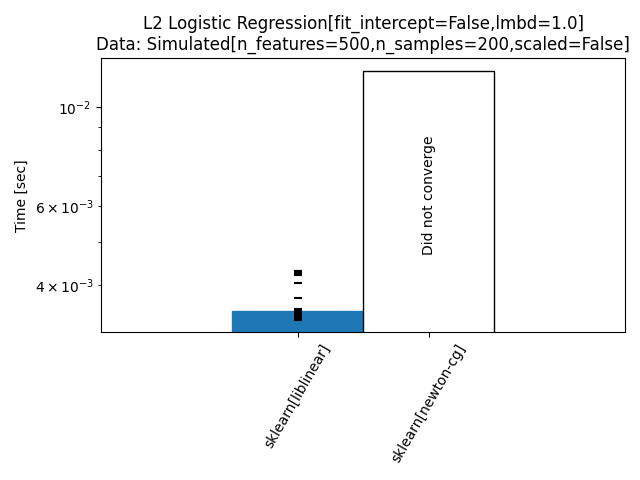 L2 Logistic Regression[fit_intercept=False,lmbd=1.0]
Data: Simulated[n_features=500,n_samples=200,scaled=False]
Time [sec]
10⁻²
6 × 10⁻³
4 × 10⁻³
Did not converge
sklearn[liblinear]
sklearn[newton-cg]